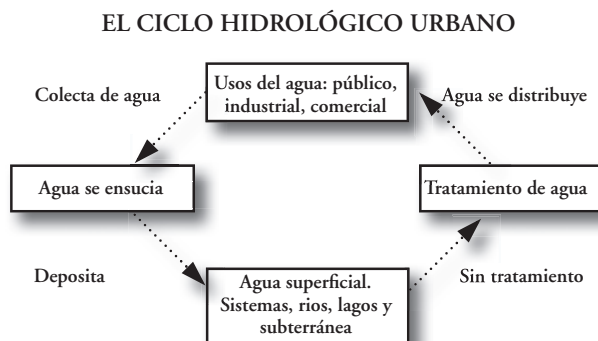 EL CICLO HIDROLÓGICO URBANO
Usos del agua: público,
industrial, comercial
Colecta de agua
Agua se distribuye
Agua se ensucia
Tratamiento de agua
Deposita
Sin tratamiento
Agua superficial.
Sistemas, rios, lagos y
subterránea